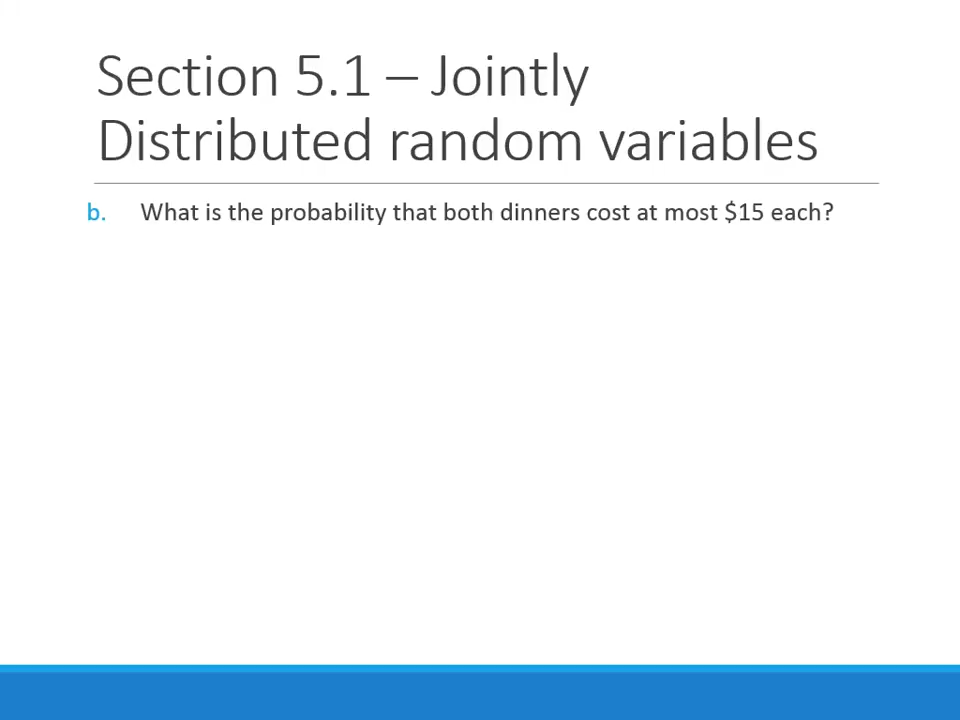 Section 5.1 – Jointly
Distributed random variables
b. What is the probability that both dinners cost at most $15 each?